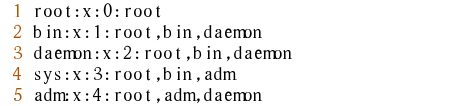 1 root:x:0:root
2 bin:x:1:root,bin,daemon
3 daemon:x:2:root,bin,daemon
4 sys:x:3:root,bin,adm
5 adm:x:4:root,adm,daemon